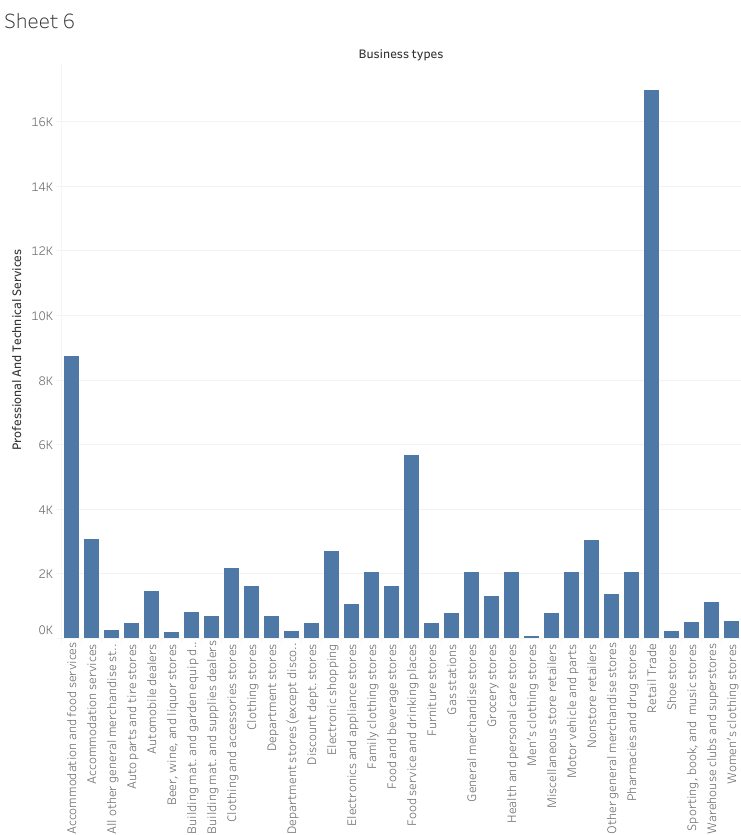 Sheet 6
Business types
Professional And Technical Services
16K
14K
12K
10K
8K
6K
4K
2K
0K
Accommodation and food services
Accommodation services
All other general merchandise st..
Auto parts and tire stores
Automobile dealers
Beer, wine, and liquor stores
Building mat. and garden equip d..
Building mat. and supplies dealers
Clothing and accessories stores
Clothing stores
Department stores
Department stores (except disco..
Discount dept. stores
Electronic shopping
Electronics and appliance stores
Family clothing stores
Food and beverage stores
Food service and drinking places
Furniture stores
Gas stations
General merchandise stores
Grocery stores
Health and personal care stores
Men's clothing stores
Miscellaneous store retailers
Motor vehicle and parts
Nonstore retailers
Other general merchandise stores
Pharmacies and drug stores
Retail Trade
Shoe stores
Sporting, book, and music stores
Warehouse clubs and superstores
Women's clothing stores